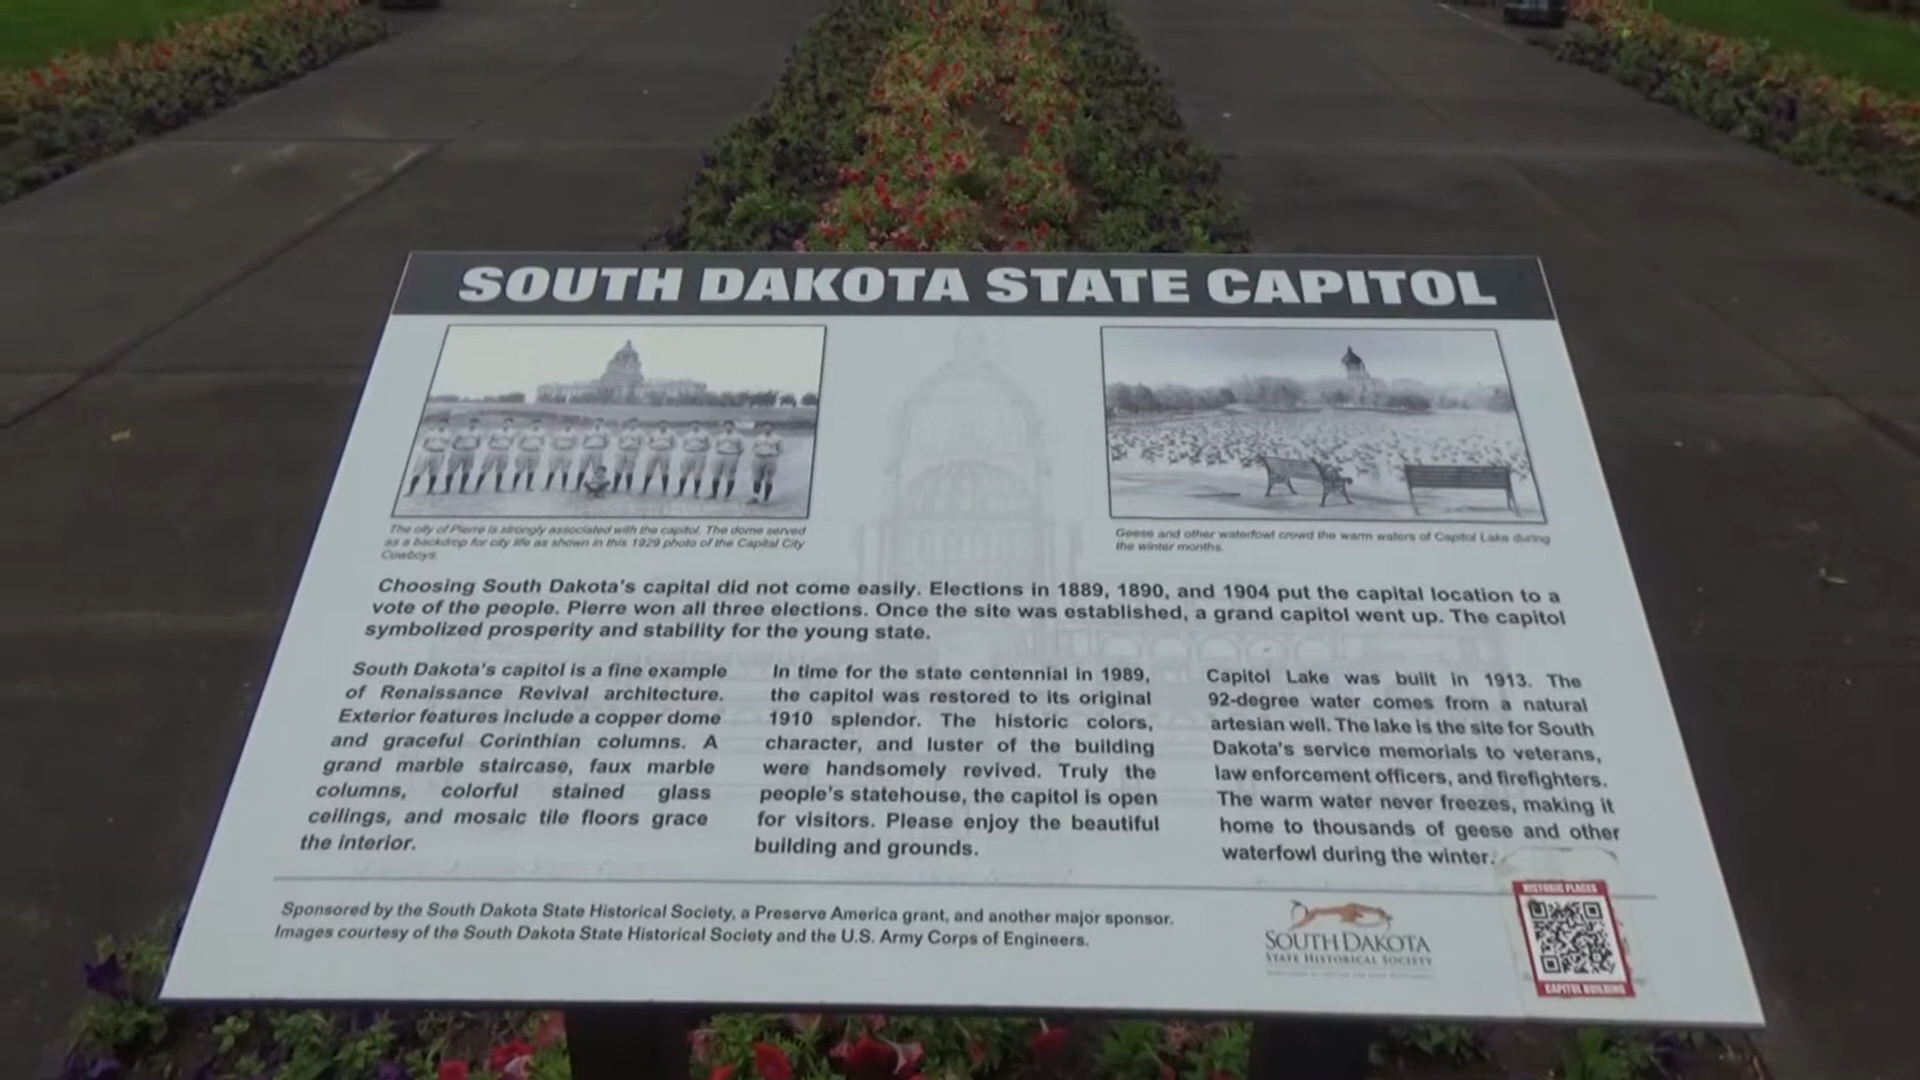 SOUTH DAKOTA STATE CAPITOL
The city of Pierre is strongly associated with the capitol. The dome served
as a backdrop for city life as shown in this 1929 photo of the Capital City
Cowboys.
Geese and other waterfowl crowd the warm waters of Capitol Lake during
the winter months.
Choosing South Dakota's capital did not come easily. Elections in 1889, 1890, and 1904 put the capital location to a
vote of the people. Pierre won all three elections. Once the site was established, a grand capitol went up. The capitol
symbolized prosperity and stability for the young state.
South Dakota's capitol is a fine example
of Renaissance Revival architecture.
Exterior features include a copper dome
and graceful Corinthian columns. A
grand marble staircase, faux marble
columns, colorful stained glass
ceilings, and mosaic tile floors grace
the interior.
In time for the state centennial in 1989,
the capitol was restored to its original
1910 splendor. The historic colors,
character, and luster of the building
were handsomely revived. Truly the
people's statehouse, the capitol is open
for visitors. Please enjoy the beautiful
building and grounds.
Capitol Lake was built in 1913. The
92-degree water comes from a natural
artesian well. The lake is the site for South
Dakota's service memorials to veterans,
law enforcement officers, and firefighters.
The warm water never freezes, making it
home to thousands of geese and other
waterfowl during the winter.
Sponsored by the South Dakota State Historical Society, a Preserve America grant, and another major sponsor.
Images courtesy of the South Dakota State Historical Society and the U.S. Army Corps of Engineers.
SOUTH DAKOTA
STATE HISTORICAL SOCIETY
HISTORIC PLACES
CAPITOL BUILDING